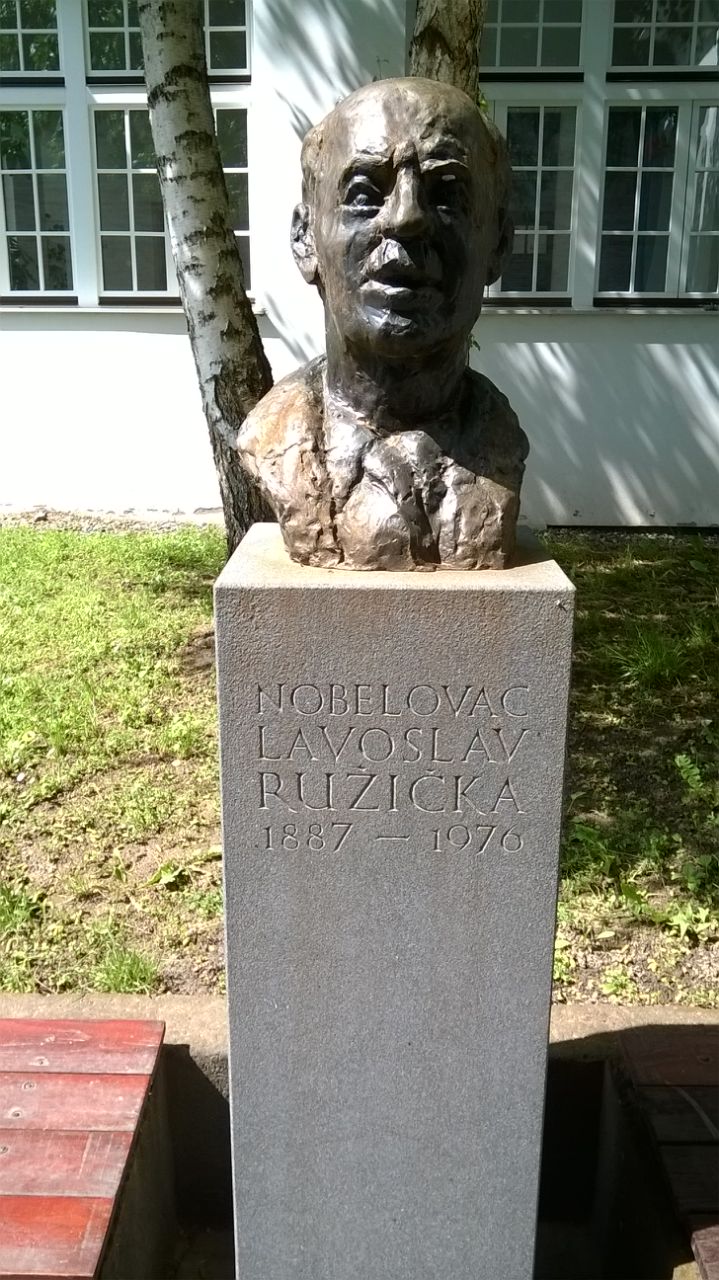 NOBELOVAC
LAVOSLAV
RUŽIČKA
1887 — 1976